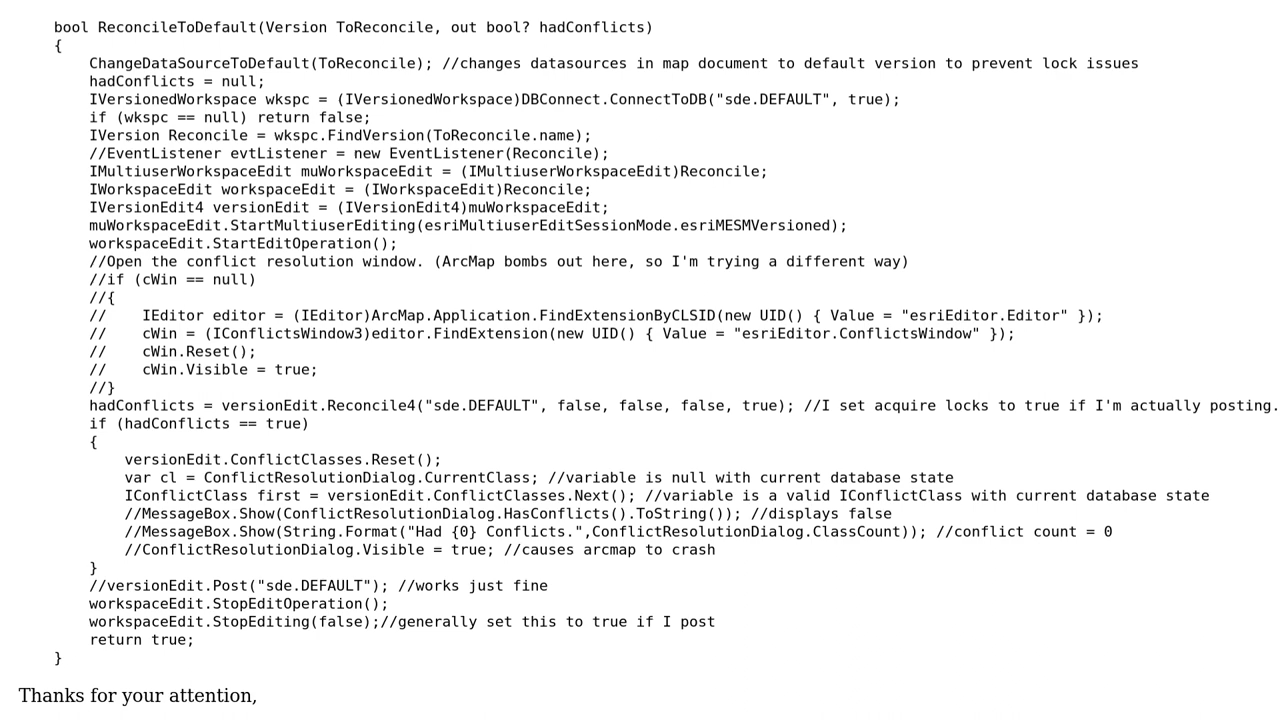 bool ReconcileToDefault(Version ToReconcile, out bool? hadConflicts)
{
    ChangeDataSourceToDefault(ToReconcile); //changes datasources in map document to default version to prevent lock issues
    hadConflicts = null;
    IVersionedWorkspace wkspc = (IVersionedWorkspace)DBConnect.ConnectToDB("sde.DEFAULT", true);
    if (wkspc == null) return false;
    IVersion Reconcile = wkspc.FindVersion(ToReconcile.name);
    //EventListener evtListener = new EventListener(Reconcile);
    IMultiuserWorkspaceEdit muWorkspaceEdit = (IMultiuserWorkspaceEdit)Reconcile;
    IWorkspaceEdit workspaceEdit = (IWorkspaceEdit)Reconcile;
    IVersionEdit4 versionEdit = (IVersionEdit4)muWorkspaceEdit;
    muWorkspaceEdit.StartMultiuserEditing(esriMultiuserEditSessionMode.esriMESMVersioned);
    workspaceEdit.StartEditOperation();
    //Open the conflict resolution window. (ArcMap bombs out here, so I'm trying a different way)
    //if (cWin == null)
    //{
    //    IEditor editor = (IEditor)ArcMap.Application.FindExtensionByCLSID(new UID() { Value = "esriEditor.Editor" });
    //    cWin = (IConflictsWindow3)editor.FindExtension(new UID() { Value = "esriEditor.ConflictsWindow" });
    //    cWin.Reset();
    //    cWin.Visible = true;
    //}
    hadConflicts = versionEdit.Reconcile4("sde.DEFAULT", false, false, false, true); //I set acquire locks to true if I'm actually posting.
    if (hadConflicts == true)
    {
        versionEdit.ConflictClasses.Reset();
        var cl = ConflictResolutionDialog.CurrentClass; //variable is null with current database state
        IConflictClass first = versionEdit.ConflictClasses.Next(); //variable is a valid IConflictClass with current database state
        //MessageBox.Show(ConflictResolutionDialog.HasConflicts().ToString()); //displays false
        //MessageBox.Show(String.Format("Had {0} Conflicts.",ConflictResolutionDialog.ClassCount)); //conflict count = 0
        //ConflictResolutionDialog.Visible = true; //causes arcmap to crash
    }
    //versionEdit.Post("sde.DEFAULT"); //works just fine
    workspaceEdit.StopEditOperation();
    workspaceEdit.StopEditing(false);//generally set this to true if I post
    return true;
}
Thanks for your attention,